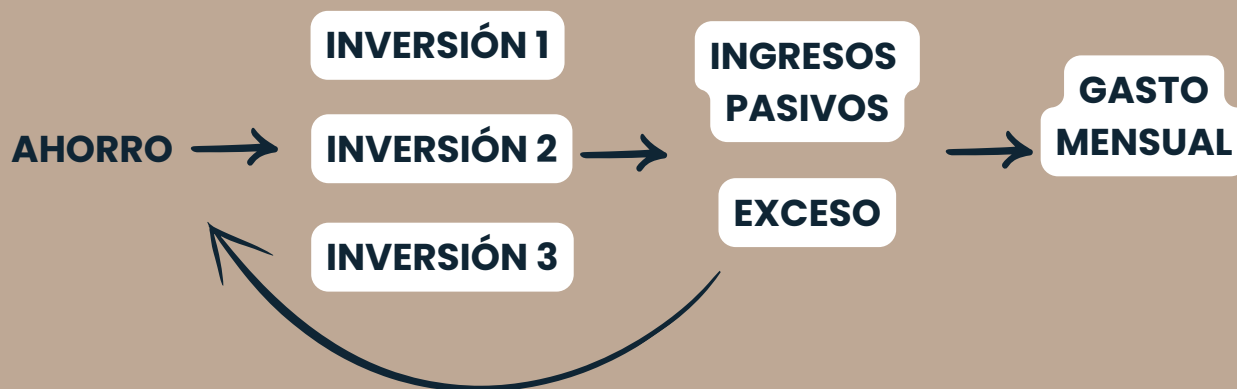 AHORRO
INVERSIÓN 1
INVERSIÓN 2
INVERSIÓN 3
INGRESOS
PASIVOS
EXCESO
GASTO
MENSUAL